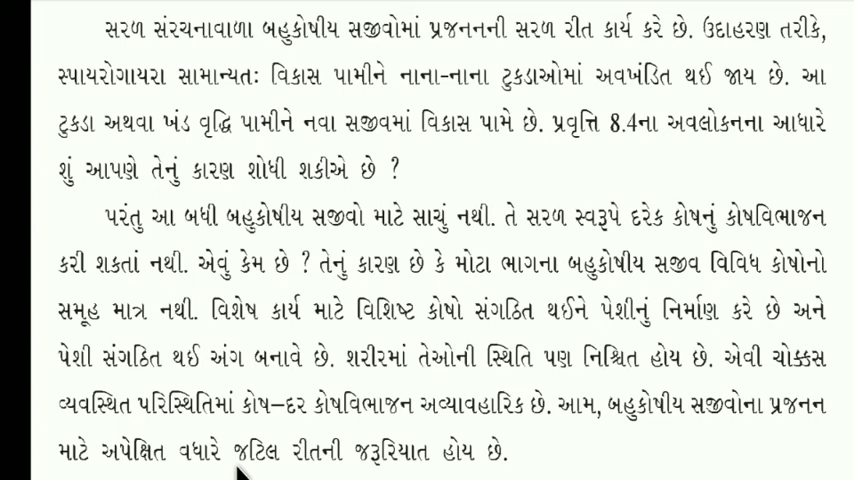 સરળ સંરચનાવાળા બહુકોષીય સજીવોમાં પ્રજનનની સરળ રીત કાર્ય કરે છે. ઉદાહરણ તરીકે,
સ્પાયરોગાયરા સામાન્યતઃ વિકાસ પામીને નાના-નાના ટુકડાઓમાં અવખંડિત થઈ જાય છે. આ
ટુકડા અથવા ખંડ વૃદ્ધિ પામીને નવા સજીવમાં વિકાસ પામે છે. પ્રવૃત્તિ 8.4ના અવલોકનના આધારે
શું આપણે તેનું કારણ શોધી શકીએ છે ?
પરંતુ આ બધી બહુકોષીય સજીવો માટે સાચું નથી. તે સરળ સ્વરૂપે દરેક કોષનું કોષવિભાજન
કરી શકતાં નથી. એવું કેમ છે ? તેનું કારણ છે કે મોટા ભાગના બહુકોષીય સજીવ વિવિધ કોષોનો
સમૂહ માત્ર નથી. વિશેષ કાર્ય માટે વિશિષ્ટ કોષો સંગઠિત થઈને પેશીનું નિર્માણ કરે છે અને
પેશી સંગઠિત થઈ અંગ બનાવે છે. શરીરમાં તેઓની સ્થિતિ પણ નિશ્ચિત હોય છે. એવી ચોક્કસ
વ્યવસ્થિત પરિસ્થિતિમાં કોષ–દર કોષવિભાજન અવ્યાવહારિક છે. આમ, બહુકોષીય સજીવોના પ્રજનન
માટે અપેક્ષિત વધારે જટિલ રીતની જરૂરિયાત હોય છે.